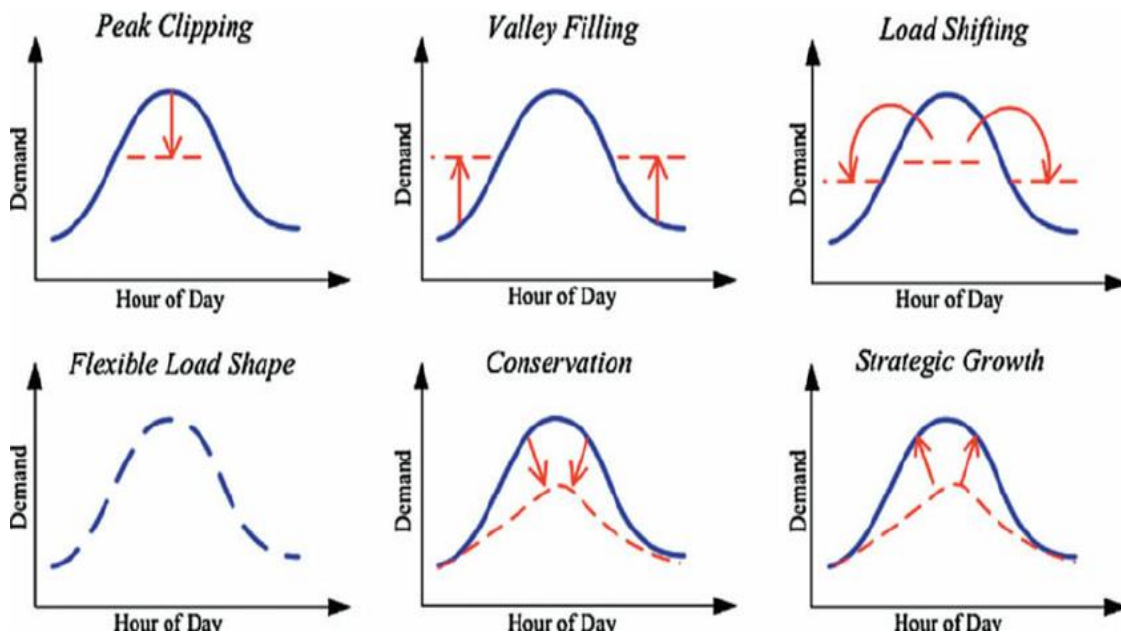 Peak Clipping
Demand
Hour of Day
Valley Filling
Demand
Hour of Day
Load Shifting
Demand
Hour of Day
Flexible Load Shape
Demand
Hour of Day
Conservation
Demand
Hour of Day
Strategic Growth
Demand
Hour of Day